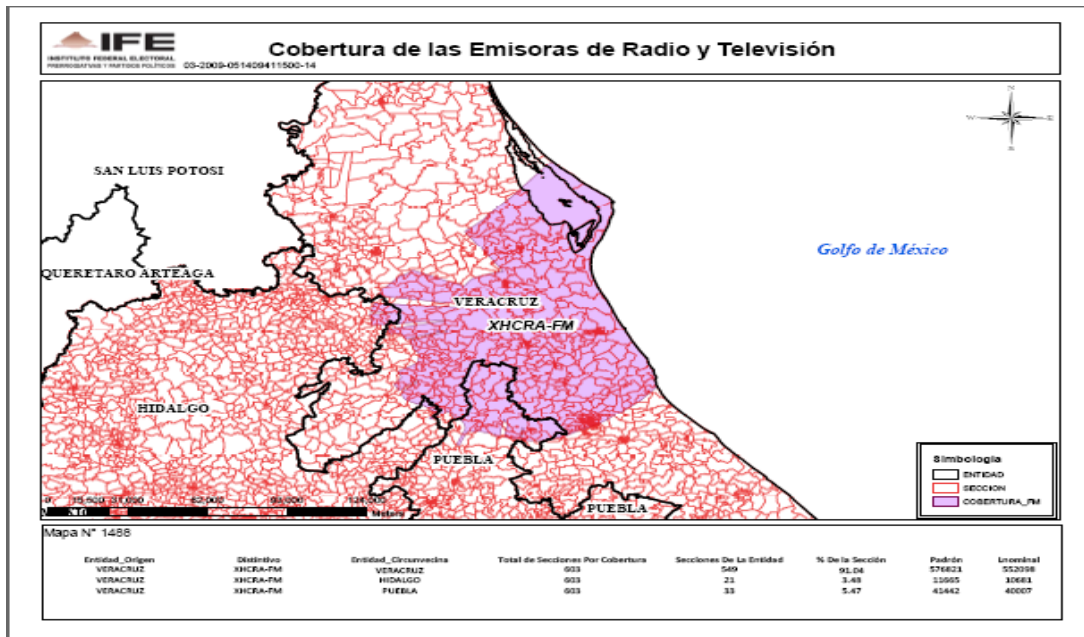 IFE
INSTITUTO FEDERAL ELECTORAL
PRERROGATIVAS Y PARTIDOS POLÍTICOS
03-2009-051409411500-14
Cobertura de las Emisoras de Radio y Televisión
N
W E
S
SAN LUIS POTOSI
Golfo de México
QUERETARO ARTEAGA
VERACRUZ
XHCRA-FM
HIDALGO
PUEBLA
PUEBLA
Simbología
ENTIDAD
SECCION
COBERTURA_FM
Meters
Mapa N° 1488
Entidad_Origen Distintivo Entidad_Circunvecina Total de Secciones Por Cobertura Secciones De La Entidad % De la Sección Padrón Lnominal
VERACRUZ XHCRA-FM VERACRUZ 603 549 91.04 576821 552098
VERACRUZ XHCRA-FM HIDALGO 603 21 3.48 11665 10681
VERACRUZ XHCRA-FM PUEBLA 603 33 5.47 41442 40007